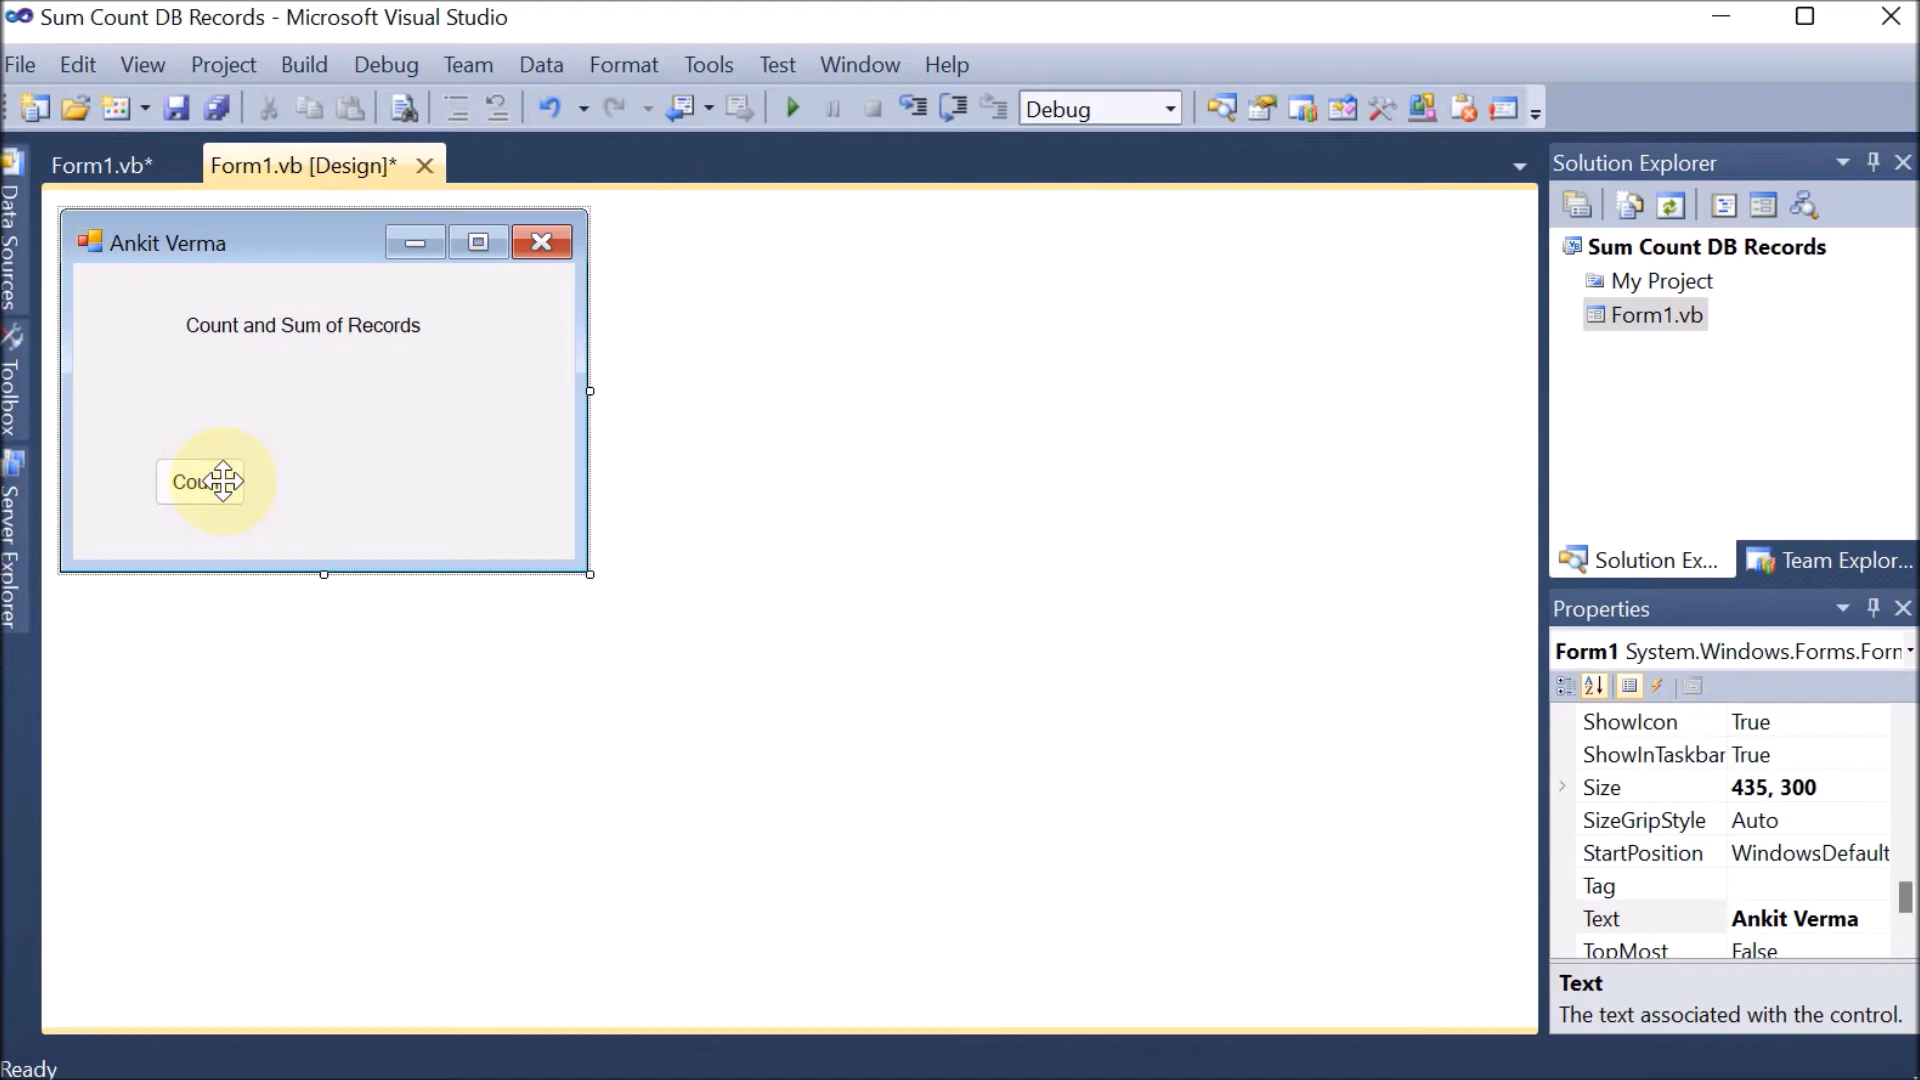 Sum Count DB Records - Microsoft Visual Studio
File Edit View Project Build Debug Team Data Format Tools Test Window Help
Debug
Form1.vb* Form1.vb [Design]*
Data Sources
Toolbox
Server Explorer
Ankit Verma
Count and Sum of Records
Solution Explorer
Sum Count DB Records
My Project
Form1.vb
Solution Ex... Team Explor...
Properties
Form1 System.Windows.Forms.Form
ShowIcon True
ShowInTaskbar True
Size 435, 300
SizeGripStyle Auto
StartPosition WindowsDefault
Tag
Text Ankit Verma
TopMost False
Text
The text associated with the control.
Ready